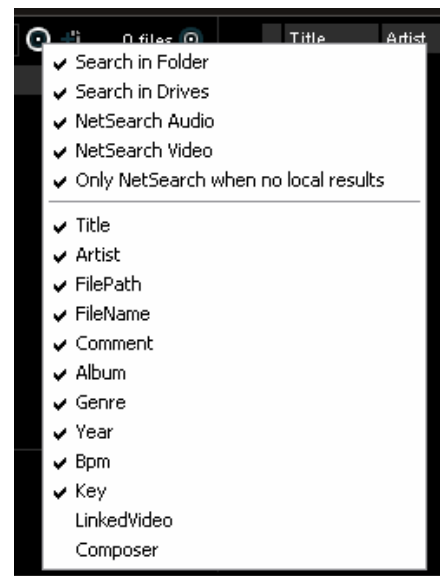 0 files Title Artist
Search in Folder
Search in Drives
NetSearch Audio
NetSearch Video
Only NetSearch when no local results
Title
Artist
FilePath
FileName
Comment
Album
Genre
Year
Bpm
Key
LinkedVideo
Composer